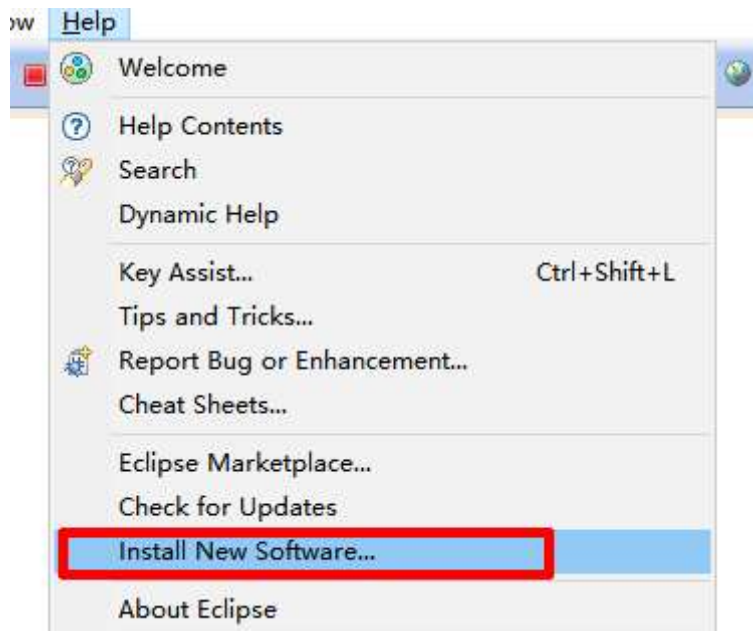 ow Help
Welcome
Help Contents
Search
Dynamic Help
Key Assist... Ctrl+Shift+L
Tips and Tricks...
Report Bug or Enhancement...
Cheat Sheets...
Eclipse Marketplace...
Check for Updates
Install New Software...
About Eclipse